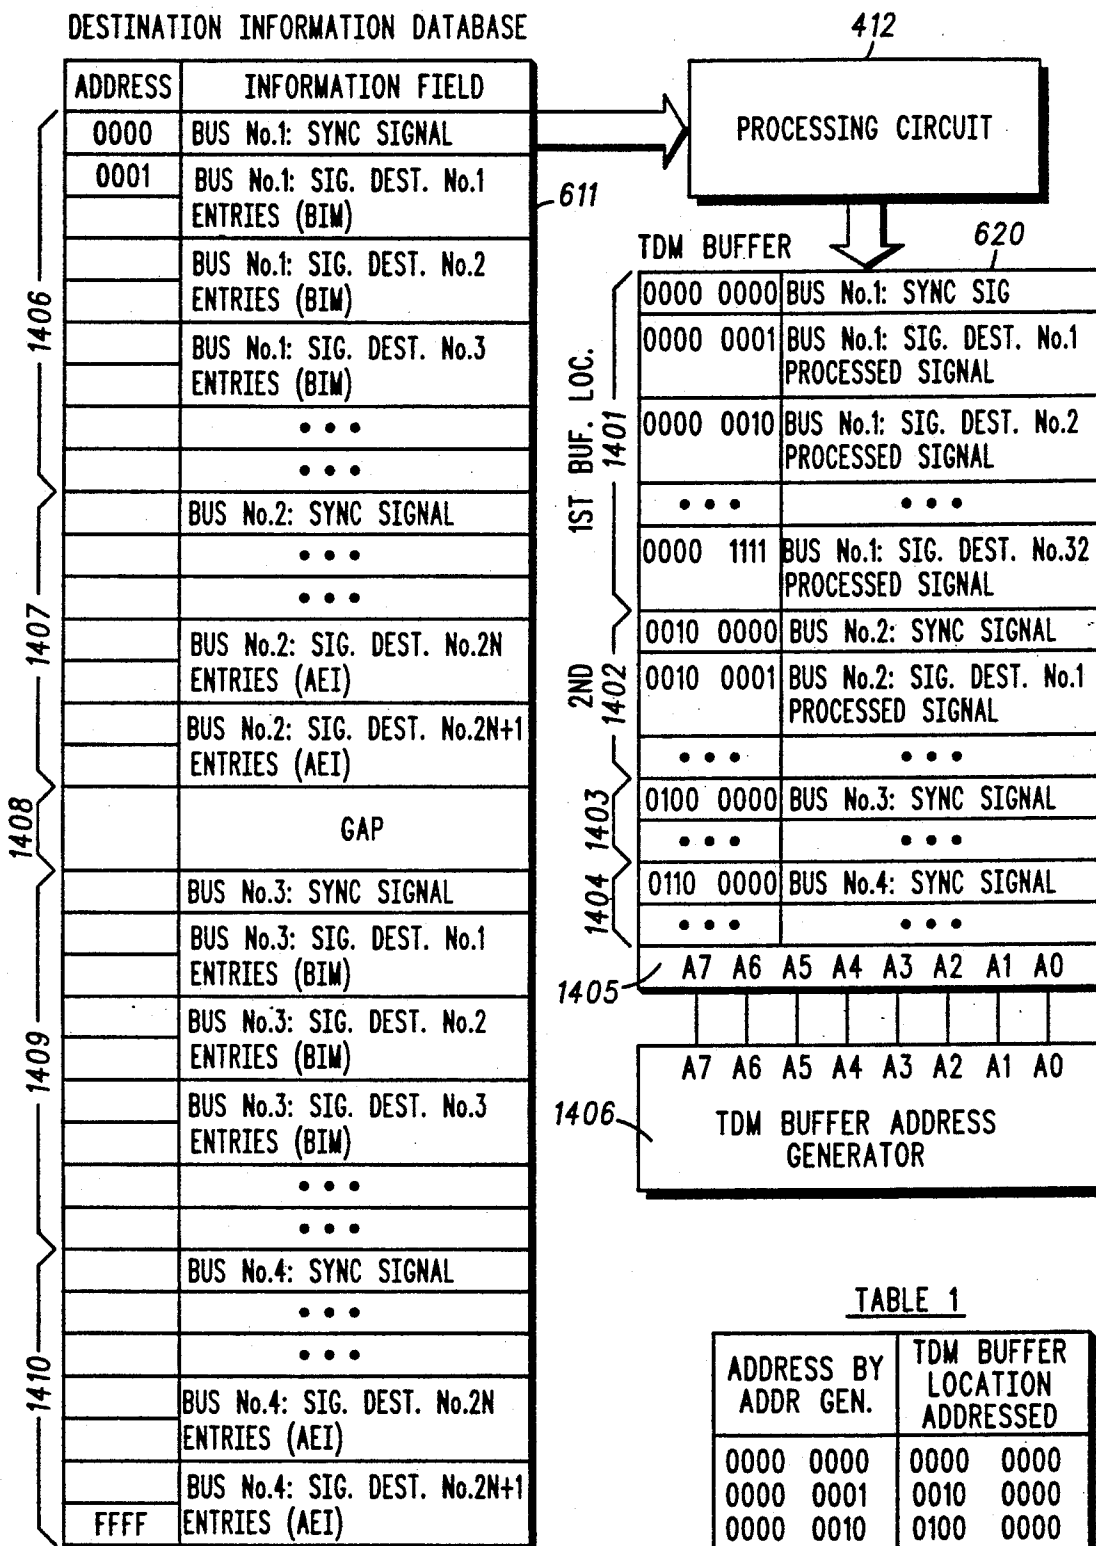 DESTINATION INFORMATION DATABASE
ADDRESS INFORMATION FIELD
0000 BUS No.1: SYNC SIGNAL
0001 BUS No.1: SIG. DEST. No.1
ENTRIES (BIM)
BUS No.1: SIG. DEST. No.2
ENTRIES (BIM)
BUS No.1: SIG. DEST. No.3
ENTRIES (BIM)
• • •
• • •
BUS No.2: SYNC SIGNAL
• • •
• • •
BUS No.2: SIG. DEST. No.2N
ENTRIES (AEI)
BUS No.2: SIG. DEST. No.2N+1
ENTRIES (AEI)
GAP
BUS No.3: SYNC SIGNAL
BUS No.3: SIG. DEST. No.1
ENTRIES (BIM)
BUS No.3: SIG. DEST. No.2
ENTRIES (BIM)
BUS No.3: SIG. DEST. No.3
ENTRIES (BIM)
• • •
• • •
BUS No.4: SYNC SIGNAL
• • •
• • •
BUS No.4: SIG. DEST. No.2N
ENTRIES (AEI)
BUS No.4: SIG. DEST. No.2N+1
FFFF ENTRIES (AEI)
1406
1407
1408
1409
1410
611
412
PROCESSING CIRCUIT
TDM BUFFER
620
0000 0000 BUS No.1: SYNC SIG
0000 0001 BUS No.1: SIG. DEST. No.1
PROCESSED SIGNAL
0000 0010 BUS No.1: SIG. DEST. No.2
PROCESSED SIGNAL
• • • • • •
0000 1111 BUS No.1: SIG. DEST. No.32
PROCESSED SIGNAL
0010 0000 BUS No.2: SYNC SIGNAL
0010 0001 BUS No.2: SIG. DEST. No.1
PROCESSED SIGNAL
• • • • • •
0100 0000 BUS No.3: SYNC SIGNAL
• • • • • •
0110 0000 BUS No.4: SYNC SIGNAL
• • • • • •
1ST BUF. LOC.
1401
2ND
1402
1403
1404
1405
A7 A6 A5 A4 A3 A2 A1 A0
A7 A6 A5 A4 A3 A2 A1 A0
1406
TDM BUFFER ADDRESS
GENERATOR
TABLE 1
ADDRESS BY
ADDR GEN.
TDM BUFFER
LOCATION
ADDRESSED
0000 0000 0000 0000
0000 0001 0010 0000
0000 0010 0100 0000